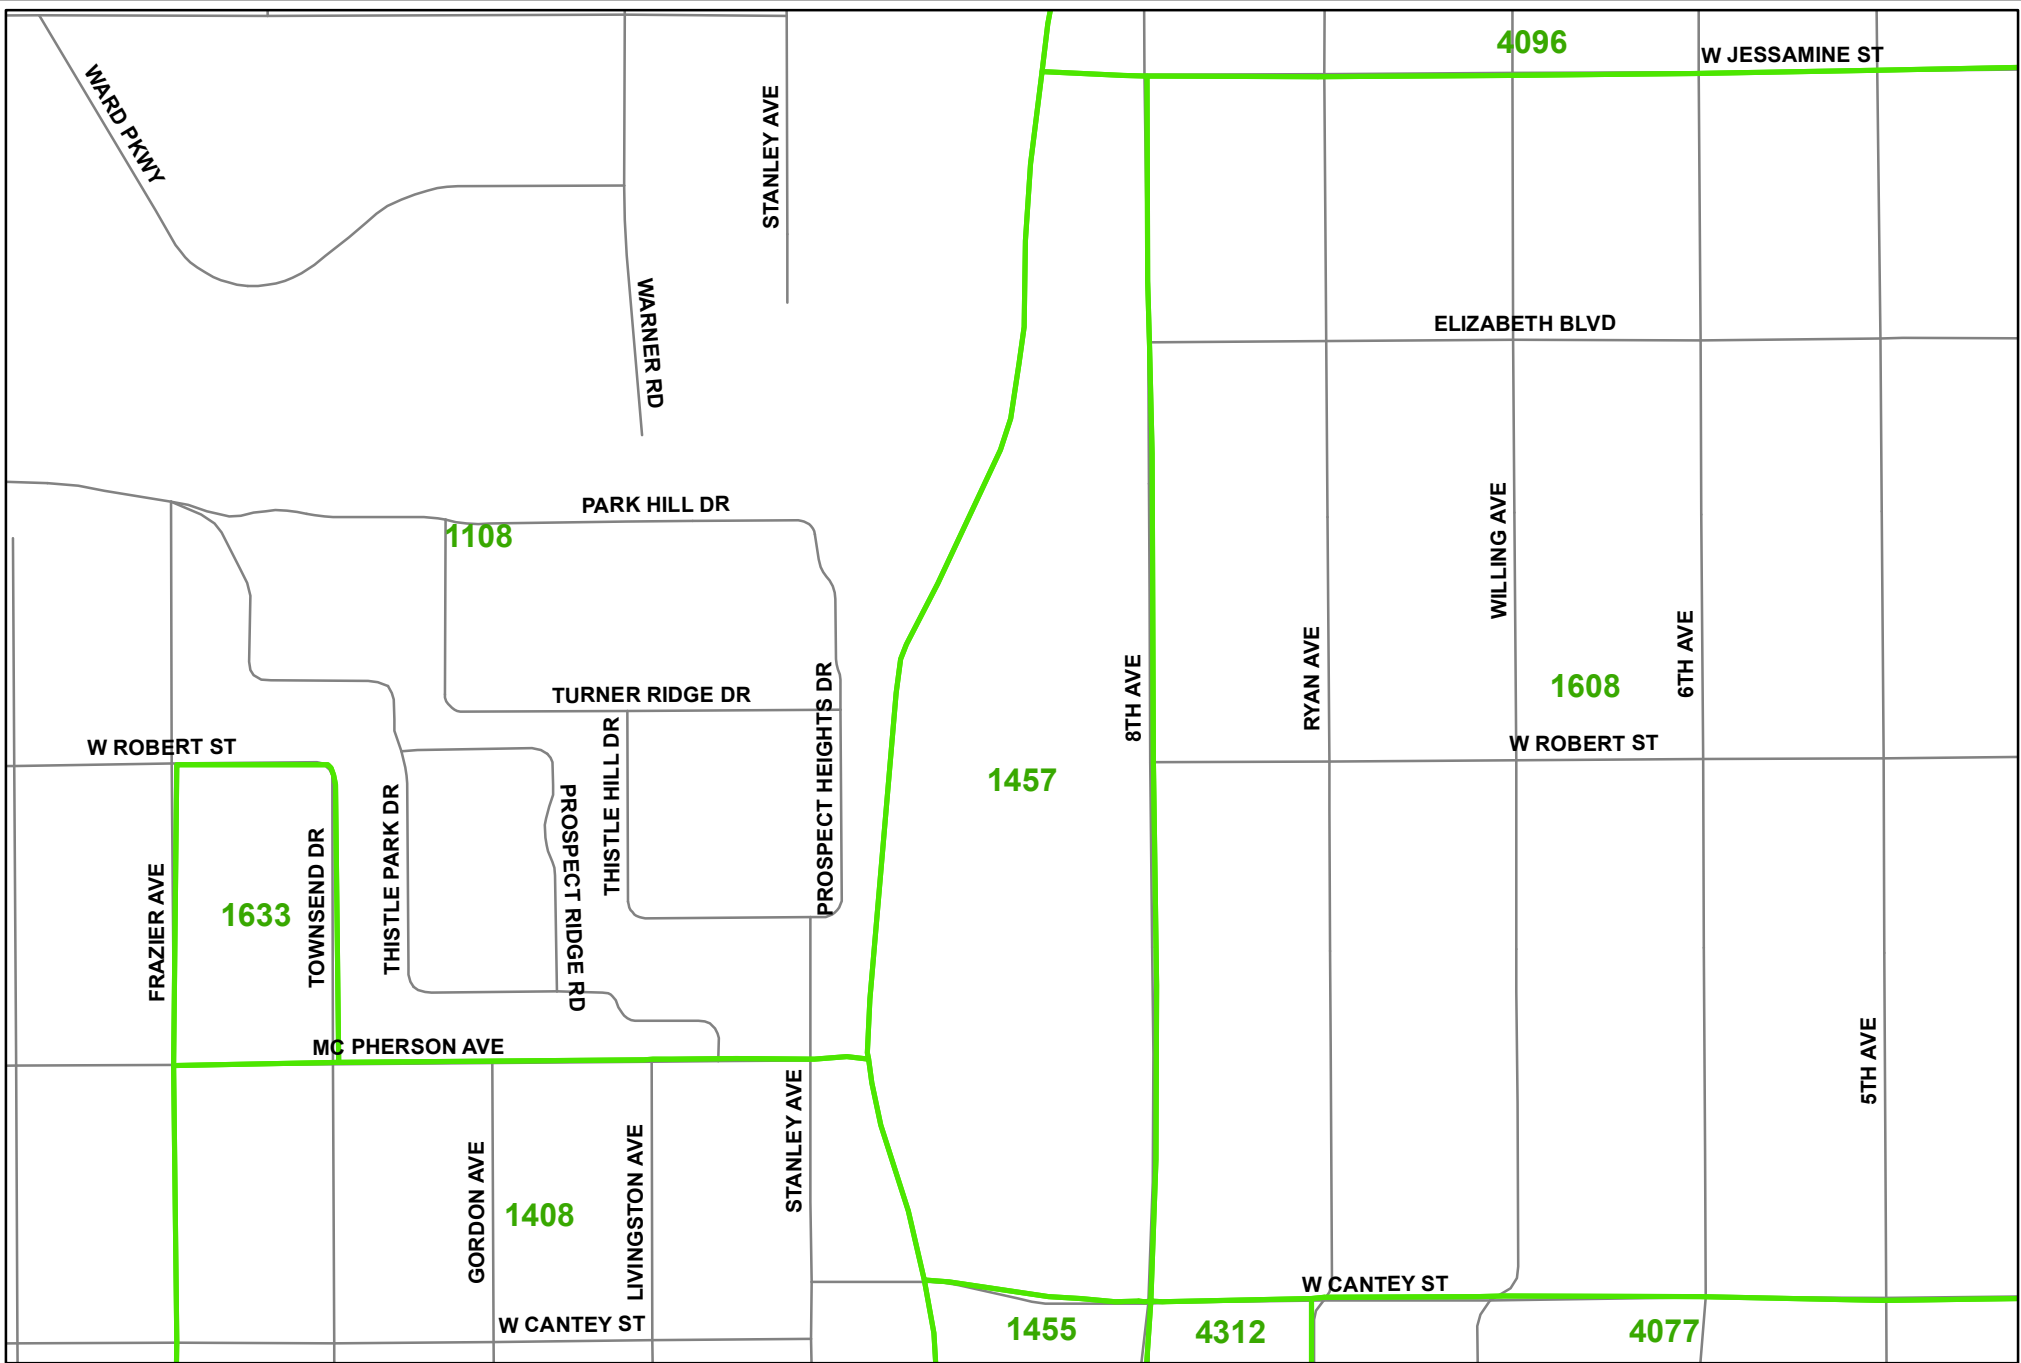 4096
W JESSAMINE ST
WARD PKWY
STANLEY AVE
WARNER RD
ELIZABETH BLVD
PARK HILL DR
1108
WILLING AVE
6TH AVE
RYAN AVE
8TH AVE
1608
TURNER RIDGE DR
PROSPECT HEIGHTS DR
THISTLE HILL DR
W ROBERT ST
W ROBERT ST
1457
THISTLE PARK DR
PROSPECT RIDGE RD
TOWNSEND DR
FRAZIER AVE
1633
MC PHERSON AVE
5TH AVE
STANLEY AVE
LIVINGSTON AVE
GORDON AVE
1408
W CANTEY ST
W CANTEY ST
1455
4312
4077